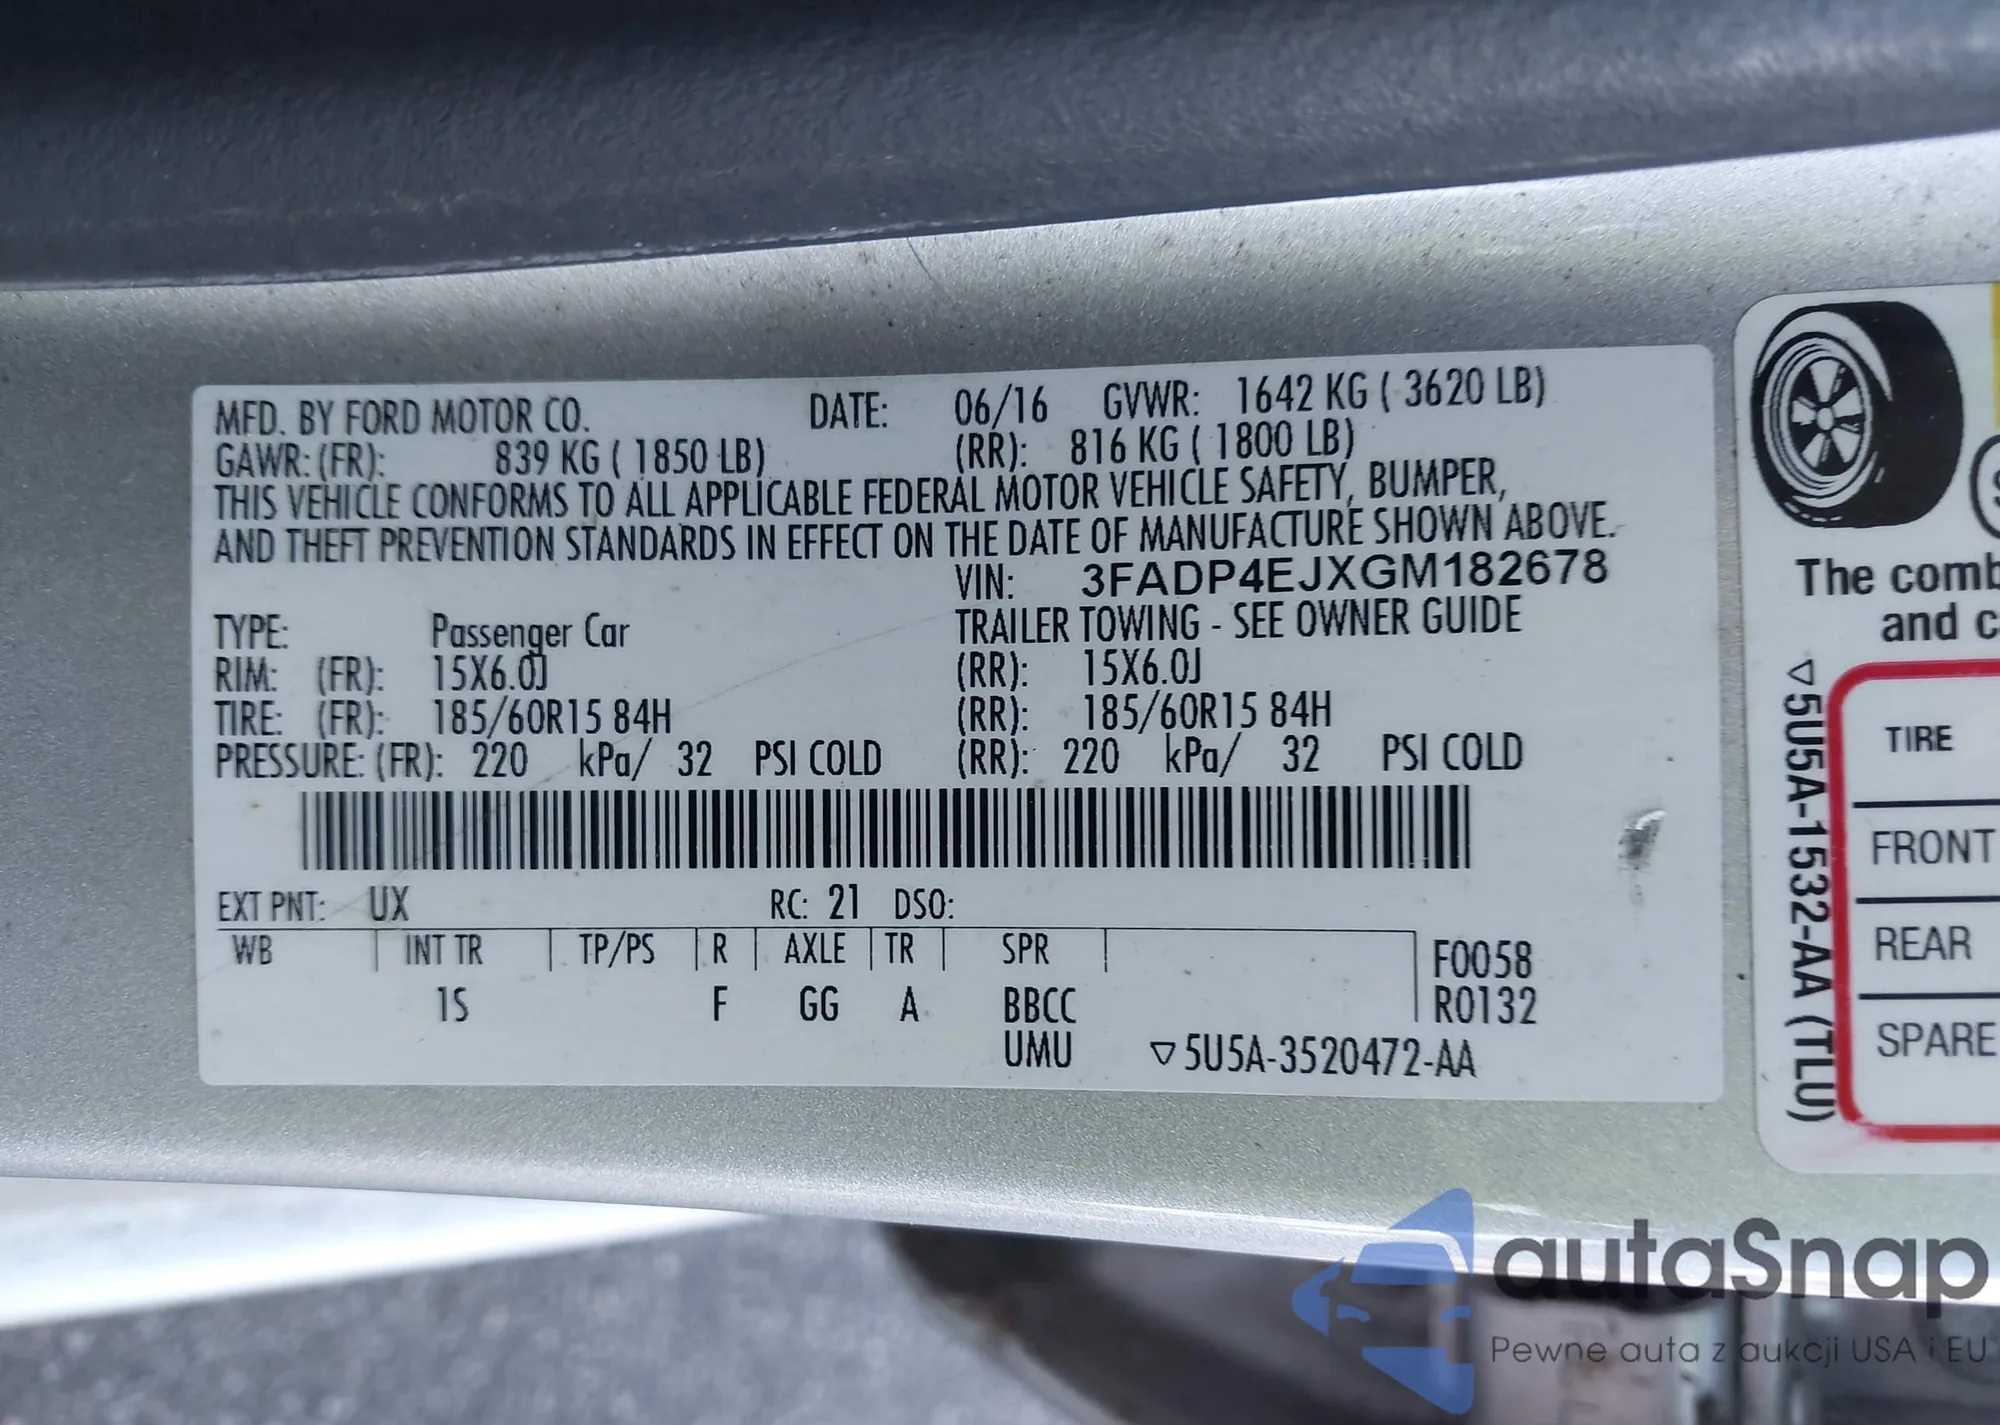 MFD. BY FORD MOTOR CO. DATE: 06/16 GVWR: 1642 KG ( 3620 LB)
GAWR: (FR): 839 KG ( 1850 LB) (RR): 816 KG ( 1800 LB)
THIS VEHICLE CONFORMS TO ALL APPLICABLE FEDERAL MOTOR VEHICLE SAFETY, BUMPER,
AND THEFT PREVENTION STANDARDS IN EFFECT ON THE DATE OF MANUFACTURE SHOWN ABOVE.
VIN: 3FADP4EJXGM182678
TYPE: Passenger Car TRAILER TOWING - SEE OWNER GUIDE
RIM: (FR): 15X6.0J (RR): 15X6.0J
TIRE: (FR): 185/60R15 84H (RR): 185/60R15 84H
PRESSURE: (FR): 220 kPa/ 32 PSI COLD (RR): 220 kPa/ 32 PSI COLD
EXT PNT: UX RC: 21 DSO:
WB INT TR TP/PS R AXLE TR SPR F0058
1S F GG A BBCC R0132
UMU ▽5U5A-3520472-AA
The comb
and c
▽5U5A-1532-AA (TLU)
TIRE
FRONT
REAR
SPARE
autaSnap
Pewne auta z aukcji USA i EU